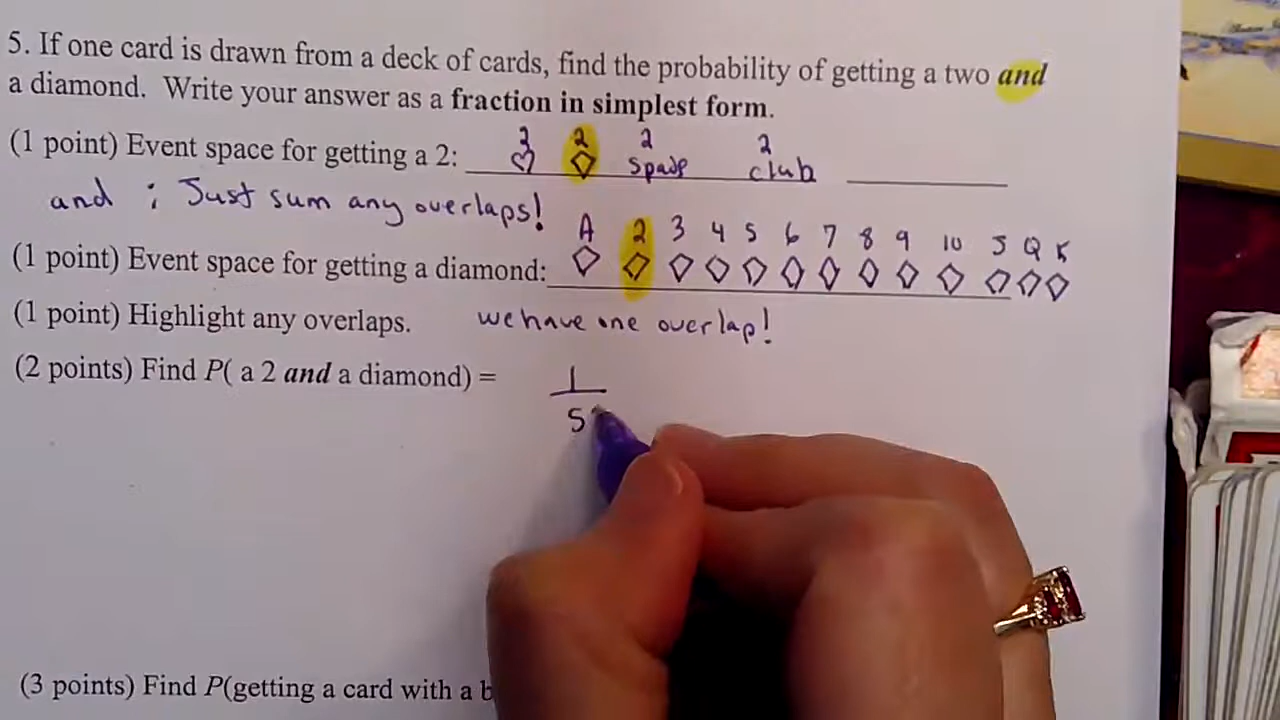 5. If one card is drawn from a deck of cards, find the probability of getting a two and
a diamond. Write your answer as a fraction in simplest form.
2 2 2 2
(1 point) Event space for getting a 2: ♡ ◇ spade club
and ; Just sum any overlaps!
A 2 3 4 5 6 7 8 9 10 J Q K
(1 point) Event space for getting a diamond: ◇ ◇ ◇ ◇ ◇ ◇ ◇ ◇ ◇ ◇ ◇ ◇ ◇
(1 point) Highlight any overlaps. we have one overlap!
(2 points) Find P( a 2 and a diamond) =
1
5
(3 points) Find P(getting a card with a